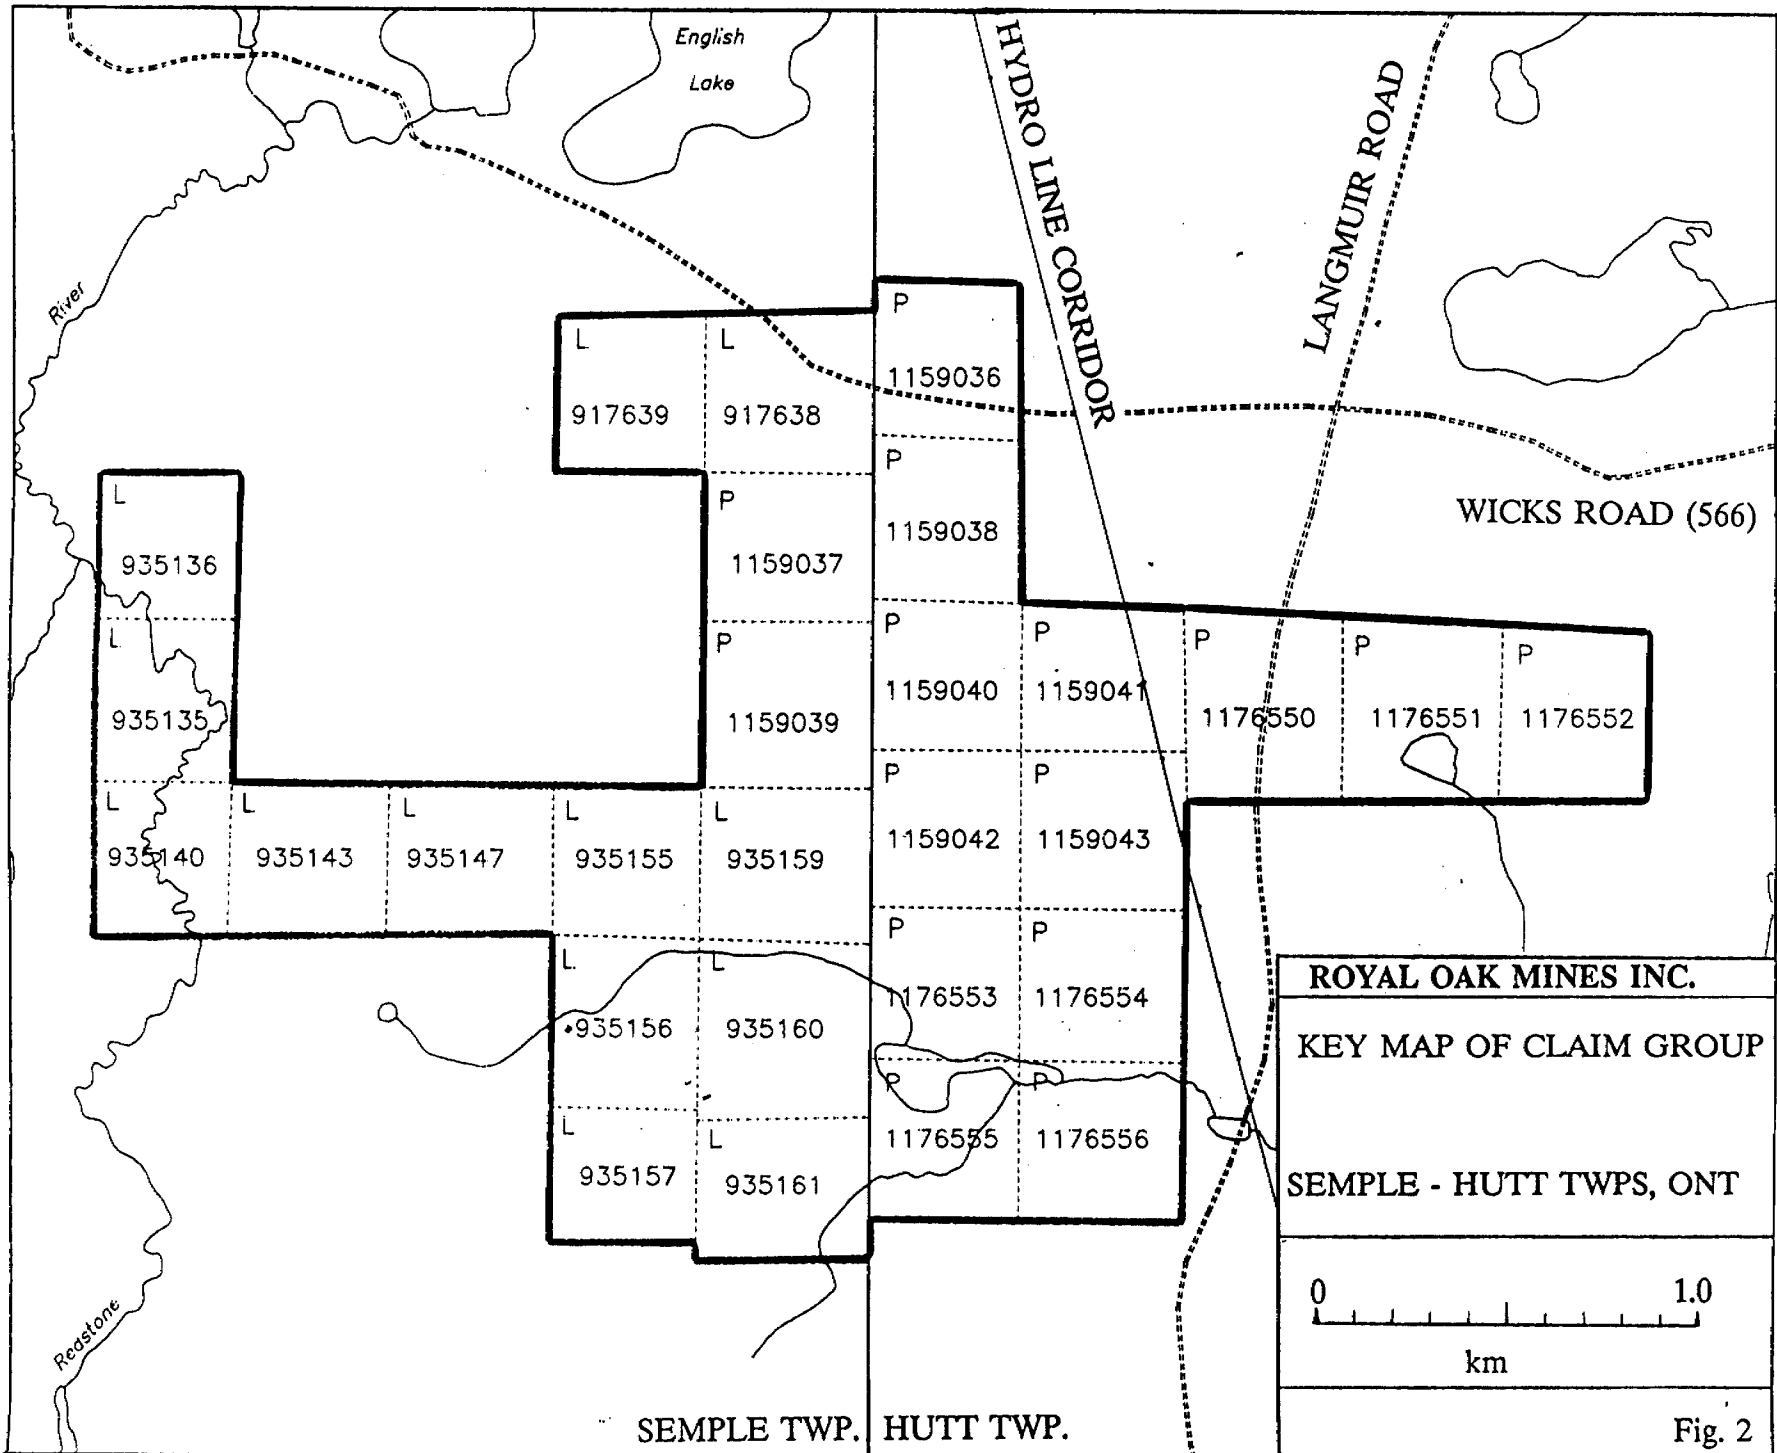 English
Lake
HYDRO LINE CORRIDOR
LANGMUIR ROAD
River
P
1159036
L
917639
L
917638
P
1159038
WICKS ROAD (566)
L
935136
P
1159037
L
935135
P
1159039
P
1159040
P
1159041
P
1176550
P
1176551
P
1176552
L
935140
L
935143
L
935147
L
935155
L
935159
P
1159042
P
1159043
L
935156
L
935160
P
1176553
P
1176554
L
935157
L
935161
P
1176555
P
1176556
Redstone
ROYAL OAK MINES INC.
KEY MAP OF CLAIM GROUP
SEMPLE - HUTT TWPS, ONT
0 1.0
km
SEMPLE TWP. HUTT TWP.
Fig. 2